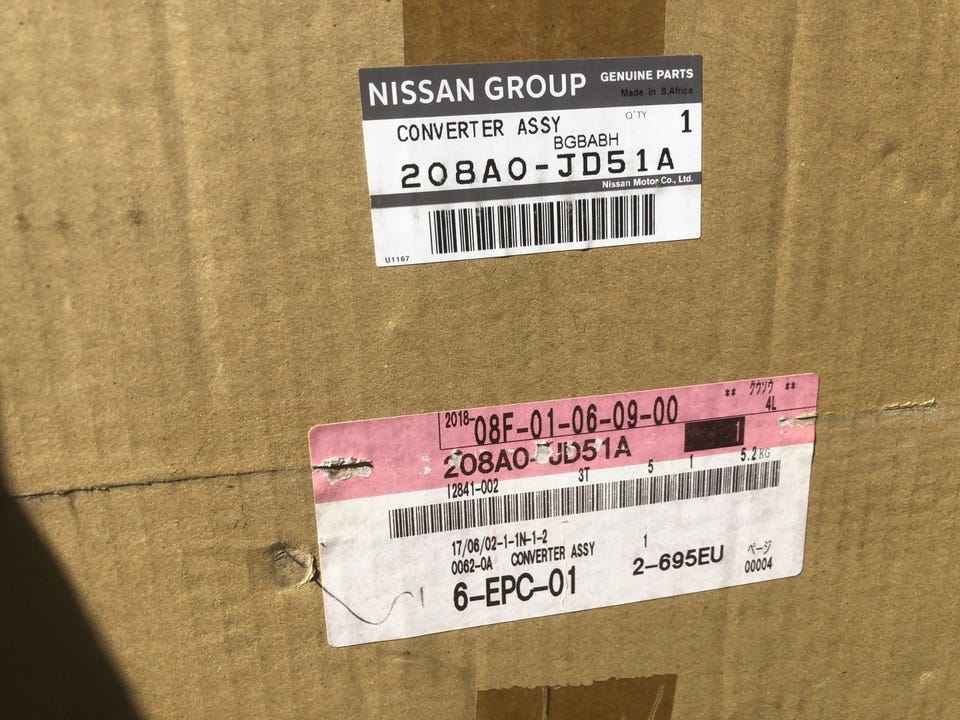 NISSAN GROUP GENUINE PARTS
Made in S.Africa
CONVERTER ASSY Q'TY 1
BGBABH
208A0-JD51A
Nissan Motor Co., Ltd.
U1167
** クウソウ **
2018-08F-01-06-09-00 4L
208A0-JD51A 1
12841-002 3T 5 1 5.2KG
17/06/02-1-1N-1-2
0062-0A CONVERTER ASSY 1 ページ
6-EPC-01 2-695EU 00004